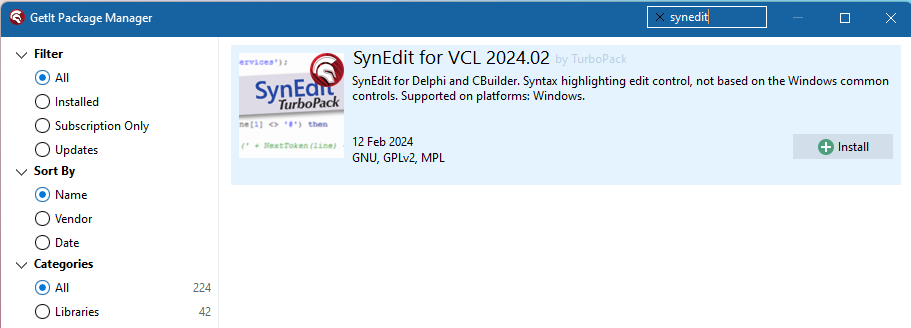 GetIt Package Manager
synedit
Filter
All
Installed
Subscription Only
Updates
Sort By
Name
Vendor
Date
Categories
All 224
Libraries 42
ervices');
SynEdit
TurboPack
ne[1] <> '#') then
(' + NextToken(line) +
SynEdit for VCL 2024.02 by TurboPack
SynEdit for Delphi and CBuilder. Syntax highlighting edit control, not based on the Windows common
controls. Supported on platforms: Windows.
12 Feb 2024
GNU, GPLv2, MPL
Install